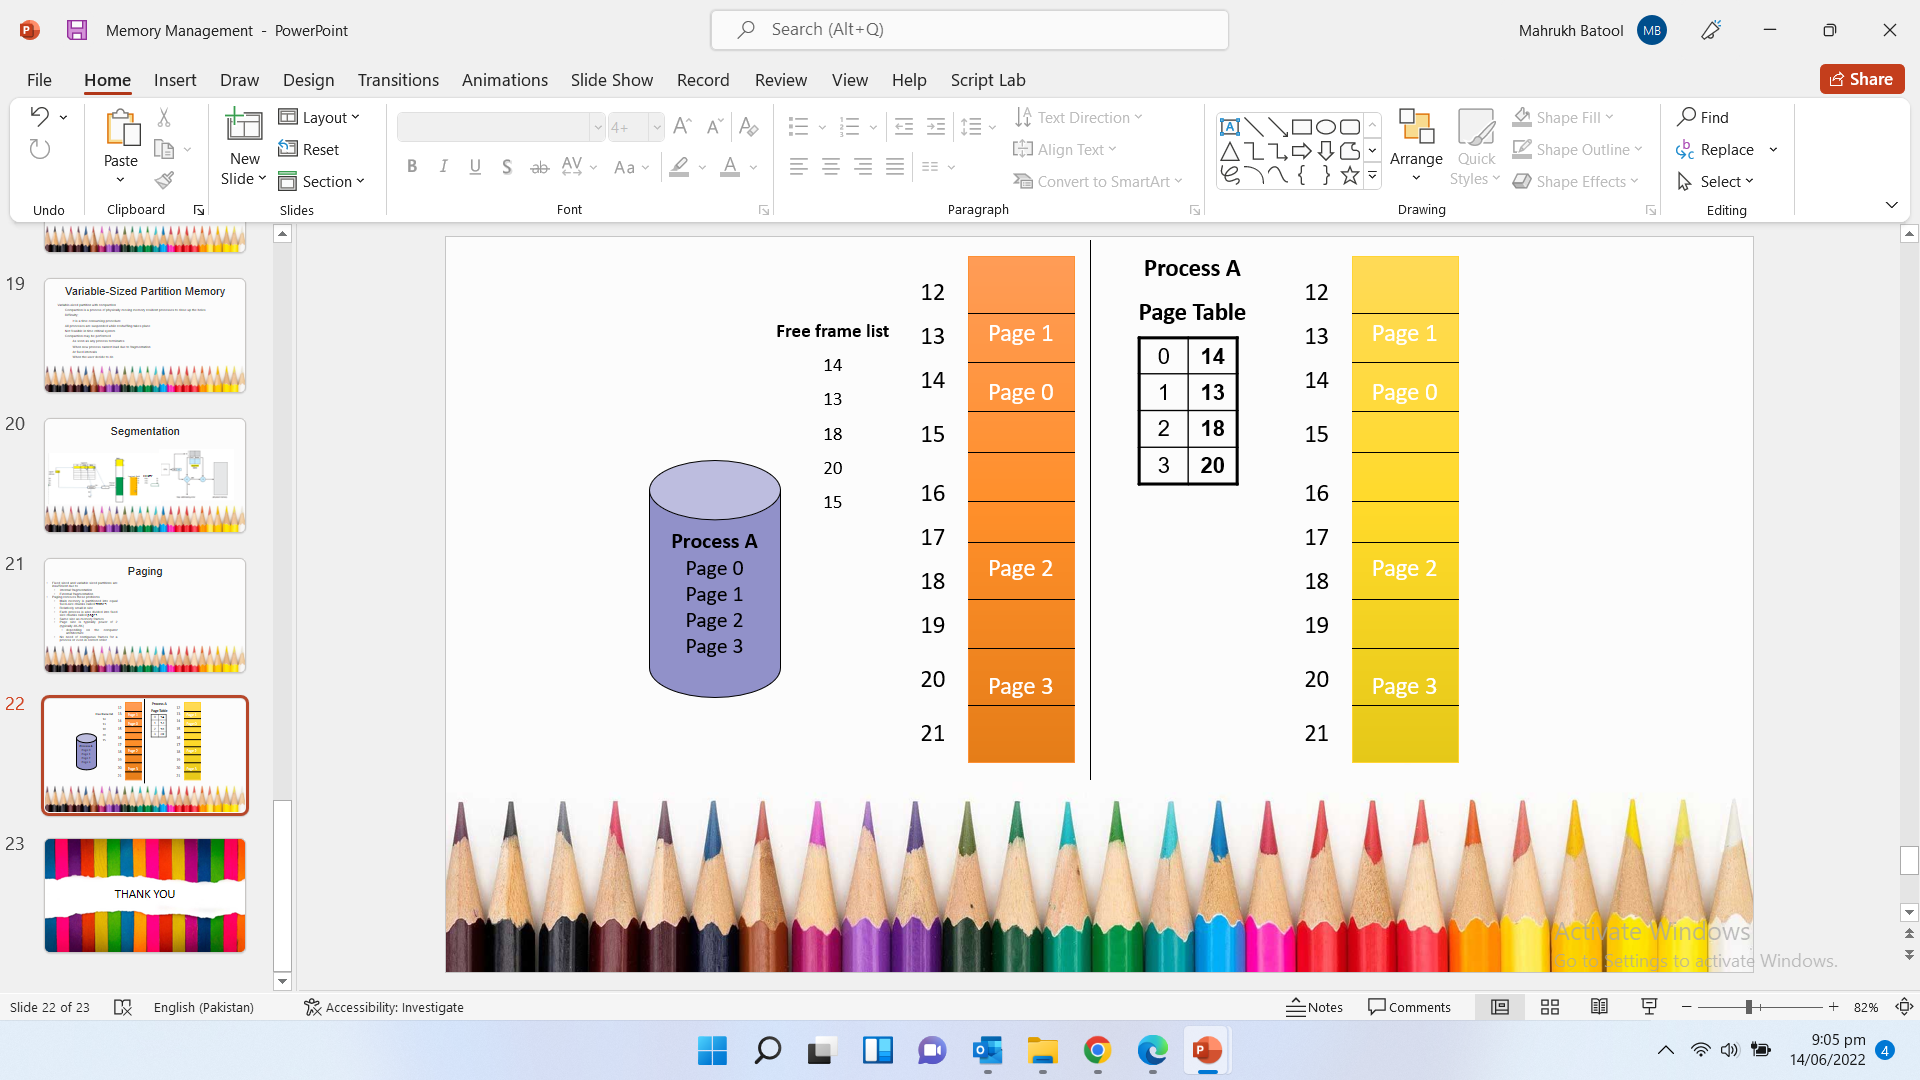 Memory Management - PowerPoint
Search (Alt+Q)
Mahrukh Batool
MB
File Home Insert Draw Design Transitions Animations Slide Show Record Review View Help Script Lab
Share
Undo
Paste
Clipboard
New Slide
Layout
Reset
Section
Slides
4+
B I U S ab AV Aa A
Font
Text Direction
Align Text
Convert to SmartArt
Paragraph
Arrange
Quick Styles
Shape Fill
Shape Outline
Shape Effects
Drawing
Find
Replace
Select
Editing
19
Variable-Sized Partition Memory
20
Segmentation
21
Paging
22
23
THANK YOU
Free frame list
14
13
18
20
15
Process A
Page 0
Page 1
Page 2
Page 3
12
13 Page 1
14 Page 0
15
16
17
18 Page 2
19
20 Page 3
21
Process A
Page Table
0 14
1 13
2 18
3 20
12
13 Page 1
14 Page 0
15
16
17
18 Page 2
19
20 Page 3
21
Activate Windows
Go to Settings to activate Windows.
Slide 22 of 23
English (Pakistan)
Accessibility: Investigate
Notes
Comments
82%
9:05 pm
14/06/2022
4